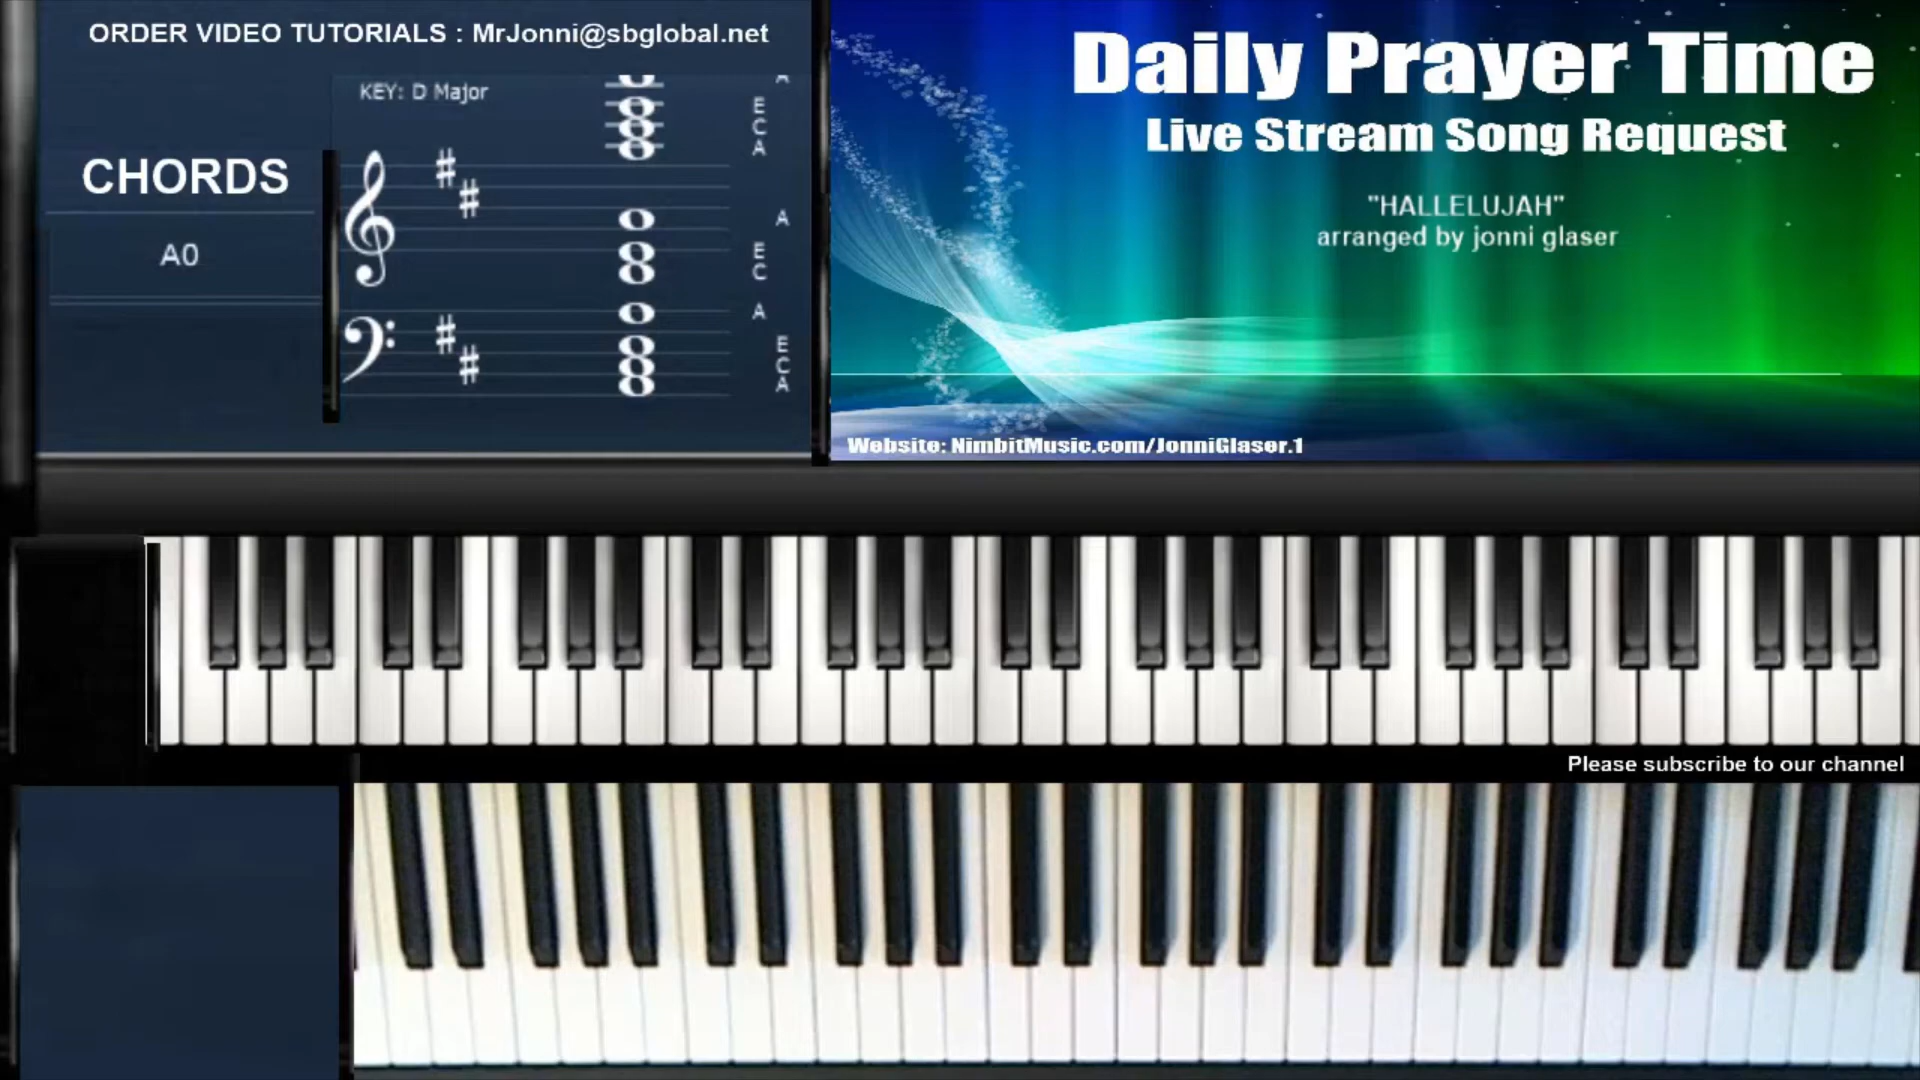 ORDER VIDEO TUTORIALS : MrJonni@sbglobal.net
KEY: D Major
CHORDS
A0
A
E
C
A
A
E
C
A
E
C
A
Daily Prayer Time
Live Stream Song Request
"HALLELUJAH"
arranged by jonni glaser
Website: NimbitMusic.com/JonniGlaser.1
Please subscribe to our channel